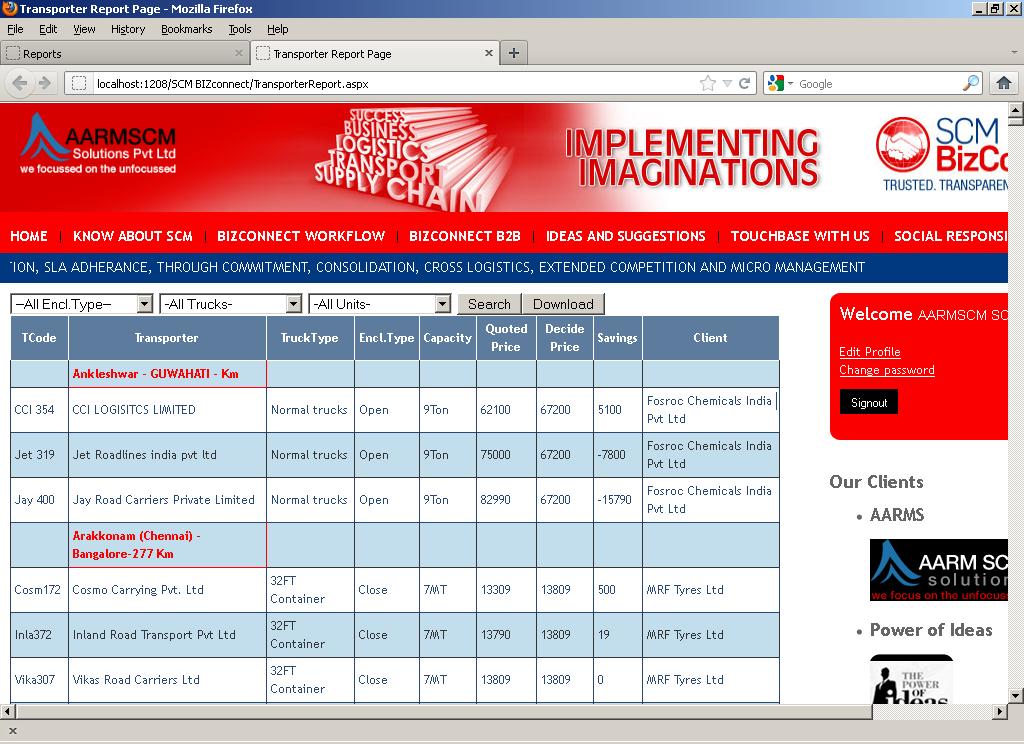 Transporter Report Page - Mozilla Firefox
File Edit View History Bookmarks Tools Help
Reports
Transporter Report Page
localhost:1208/SCM BIZconnect/TransporterReport.aspx
Google
AARMSCM
Solutions Pvt Ltd
we focussed on the unfocussed
SUCCESS
BUSINESS
LOGISTICS
TRANSPORT
SUPPLY CHAIN
IMPLEMENTING
IMAGINATIONS
SCM
BizCo
TRUSTED. TRANSPAREN
HOME | KNOW ABOUT SCM | BIZCONNECT WORKFLOW | BIZCONNECT B2B | IDEAS AND SUGGESTIONS | TOUCHBASE WITH US | SOCIAL RESPONSI
TION, SLA ADHERANCE, THROUGH COMMITMENT, CONSOLIDATION, CROSS LOGISTICS, EXTENDED COMPETITION AND MICRO MANAGEMENT
--All Encl.Type-- -All Trucks- -All Units- Search Download
TCode Transporter TruckType Encl.Type Capacity Quoted Price Decide Price Savings Client
Ankleshwar - GUWAHATI - Km
CCI 354 CCI LOGISITCS LIMITED Normal trucks Open 9Ton 62100 67200 5100 Fosroc Chemicals India Pvt Ltd
Jet 319 Jet Roadlines india pvt ltd Normal trucks Open 9Ton 75000 67200 -7800 Fosroc Chemicals India Pvt Ltd
Jay 400 Jay Road Carriers Private Limited Normal trucks Open 9Ton 82990 67200 -15790 Fosroc Chemicals India Pvt Ltd
Arakkonam (Chennai) -
Bangalore-277 Km
Cosm172 Cosmo Carrying Pvt. Ltd 32FT Container Close 7MT 13309 13809 500 MRF Tyres Ltd
Inla372 Inland Road Transport Pvt Ltd 32FT Container Close 7MT 13790 13809 19 MRF Tyres Ltd
Vika307 Vikas Road Carriers Ltd 32FT Container Close 7MT 13809 13809 0 MRF Tyres Ltd
Welcome AARMSCM SO
Edit Profile
Change password
Signout
Our Clients
• AARMS
AARM SC
solution
we focus on the unfocus
• Power of Ideas
THE
POWER
OF
Ideas